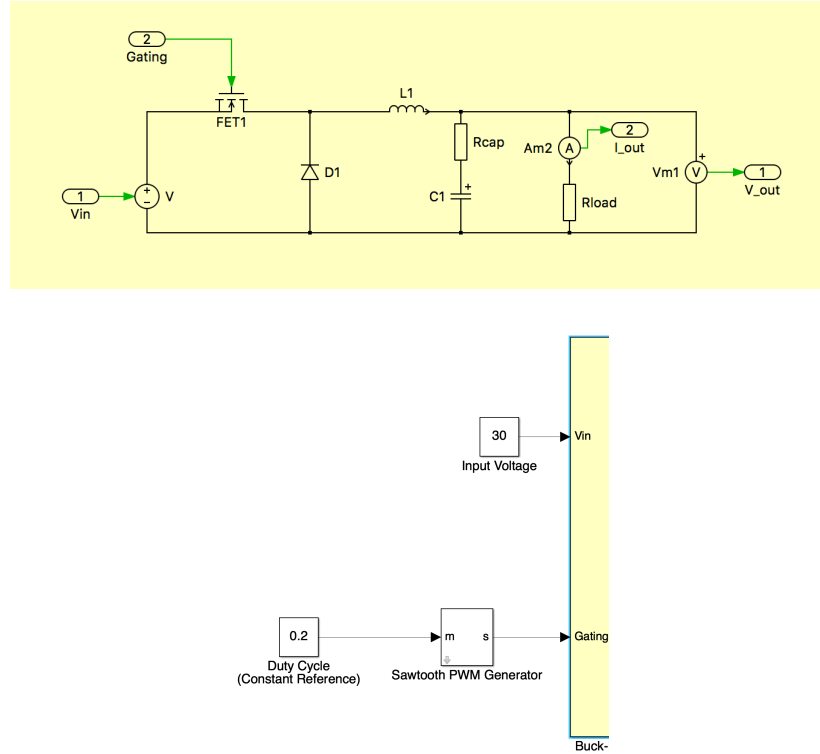 2
Gating
FET1
L1
Rcap
Am2
A
2
I_out
Vm1
V
+
1
V_out
D1
1
Vin
+
−
V
C1
+
Rload
30
Vin
Input Voltage
0.2
m
s
Gating
Duty Cycle
(Constant Reference)
Sawtooth PWM Generator
Buck-